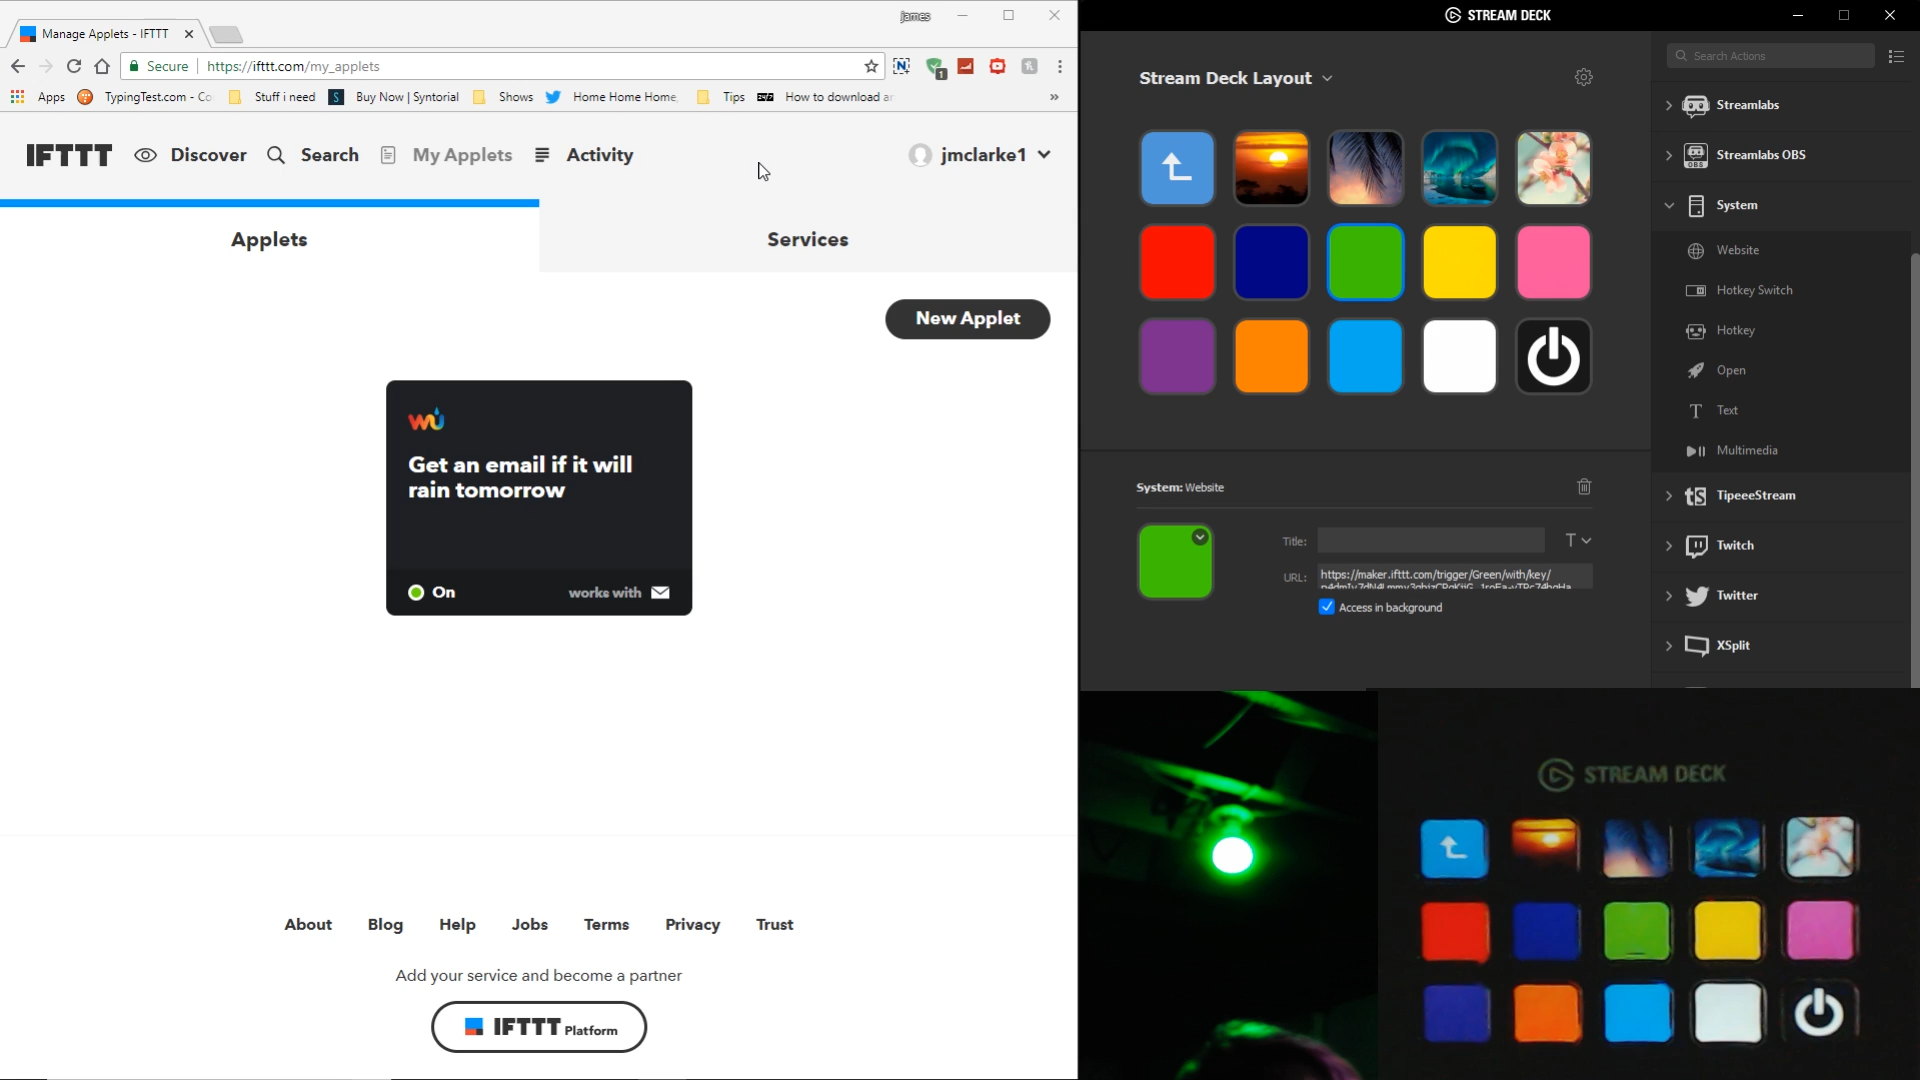 james
Manage Applets - IFTTT
Secure
https://ifttt.com/my_applets
1
Apps
TypingTest.com - Co
Stuff i need
S
Buy Now | Syntorial
Shows
Home Home Home
Tips
How to download ar
»
IFTTT
Discover
Search
My Applets
Activity
jmclarke1
Applets
Services
New Applet
Get an email if it will
rain tomorrow
On
works with
About
Blog
Help
Jobs
Terms
Privacy
Trust
Add your service and become a partner
IFTTT Platform
STREAM DECK
Stream Deck Layout
Search Actions
Streamlabs
OBS
Streamlabs OBS
System
Website
Hotkey Switch
Hotkey
Open
T
Text
Multimedia
TipeeeStream
Twitch
Twitter
XSplit
System: Website
Title:
T
URL:
https://maker.ifttt.com/trigger/Green/with/key/
Access in background
STREAM DECK